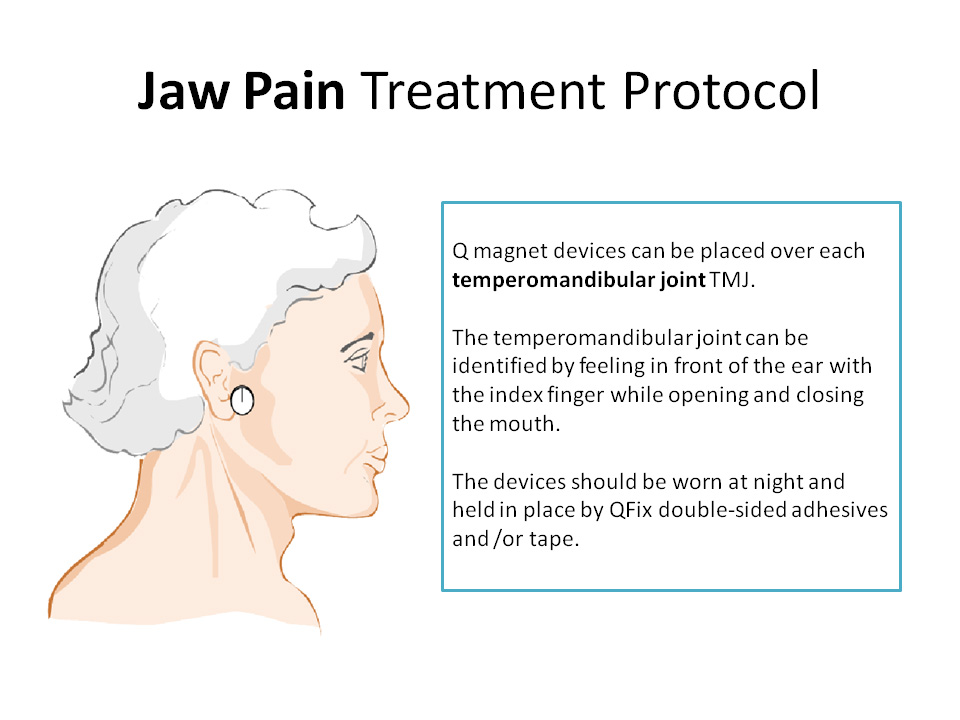 Jaw Pain Treatment Protocol
Q magnet devices can be placed over each
temperomandibular joint TMJ.
The temperomandibular joint can be
identified by feeling in front of the ear with
the index finger while opening and closing
the mouth.
The devices should be worn at night and
held in place by QFix double-sided adhesives
and /or tape.